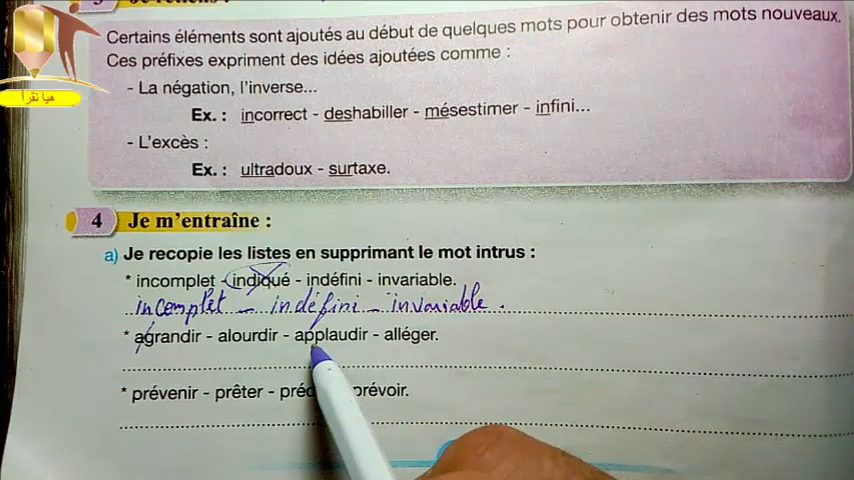 Certains éléments sont ajoutés au début de quelques mots pour obtenir des mots nouveaux.
Ces préfixes expriment des idées ajoutées comme :
- La négation, l'inverse...
Ex. : incorrect - deshabiller - mésestimer - infini...
- L'excès :
Ex. : ultradoux - surtaxe.
هيا نقرأ
4 Je m'entraîne :
a) Je recopie les listes en supprimant le mot intrus :
* incomplet - indiqué - indéfini - invariable.
incomplet - indéfini - invariable.
* agrandir - alourdir - applaudir - alléger.
* prévenir - prêter - prévoir.